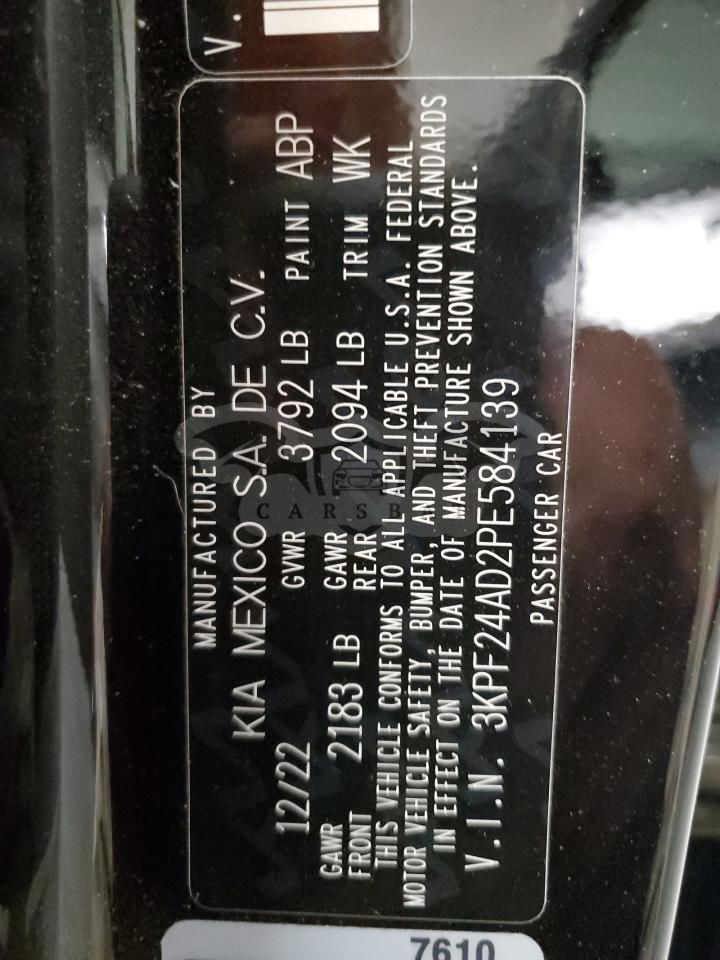 V.
MANUFACTURED BY
KIA MEXICO S.A. DE C.V.
12/22 GVWR 3792 LB PAINT ABP
GAWR FRONT 2183 LB GAWR REAR 2094 LB TRIM WK
THIS VEHICLE CONFORMS TO ALL APPLICABLE U.S.A. FEDERAL
MOTOR VEHICLE SAFETY, BUMPER, AND THEFT PREVENTION STANDARDS
IN EFFECT ON THE DATE OF MANUFACTURE SHOWN ABOVE.
V.I.N. 3KPF24AD2PE584139
PASSENGER CAR
7610